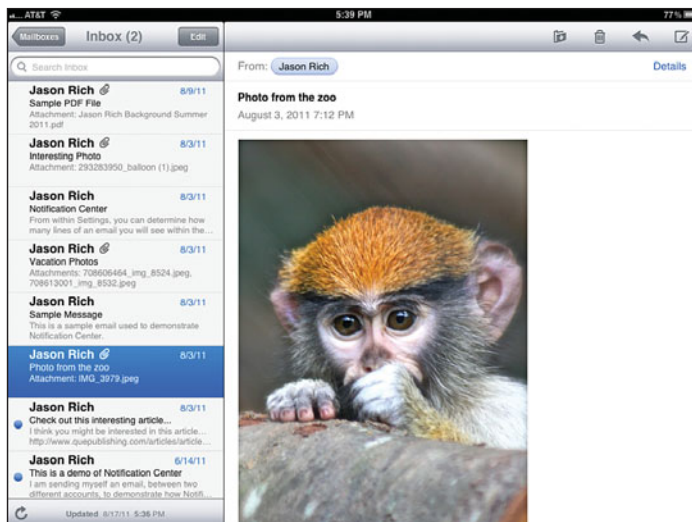 AT&T
5:39 PM
77%
Mailboxes
Inbox (2)
Edit
Search Inbox
Jason Rich
8/9/11
Sample PDF File
Attachment: Jason Rich Background Summer
2011.pdf
Jason Rich
8/3/11
Interesting Photo
Attachment: 293283950_balloon (1).jpeg
Jason Rich
8/3/11
Notification Center
From within Settings, you can determine how
many lines of an email you will see within the...
Jason Rich
8/3/11
Vacation Photos
Attachments: 708606464_img_8524.jpeg,
708613001_img_8532.jpeg
Jason Rich
8/3/11
Sample Message
This is a sample email used to demonstrate
Notification Center.
Jason Rich
8/3/11
Photo from the zoo
Attachment: IMG_3979.jpeg
Jason Rich
8/3/11
Check out this interesting article...
I think you might be interested in this article...
http://www.quepublishing.com/articles/article...
Jason Rich
6/14/11
This is a demo of Notification Center
I am sending myself an email, between two
different accounts, to demonstrate how Notifi...
Updated 8/17/11 5:36 PM
From: Jason Rich
Details
Photo from the zoo
August 3, 2011 7:12 PM